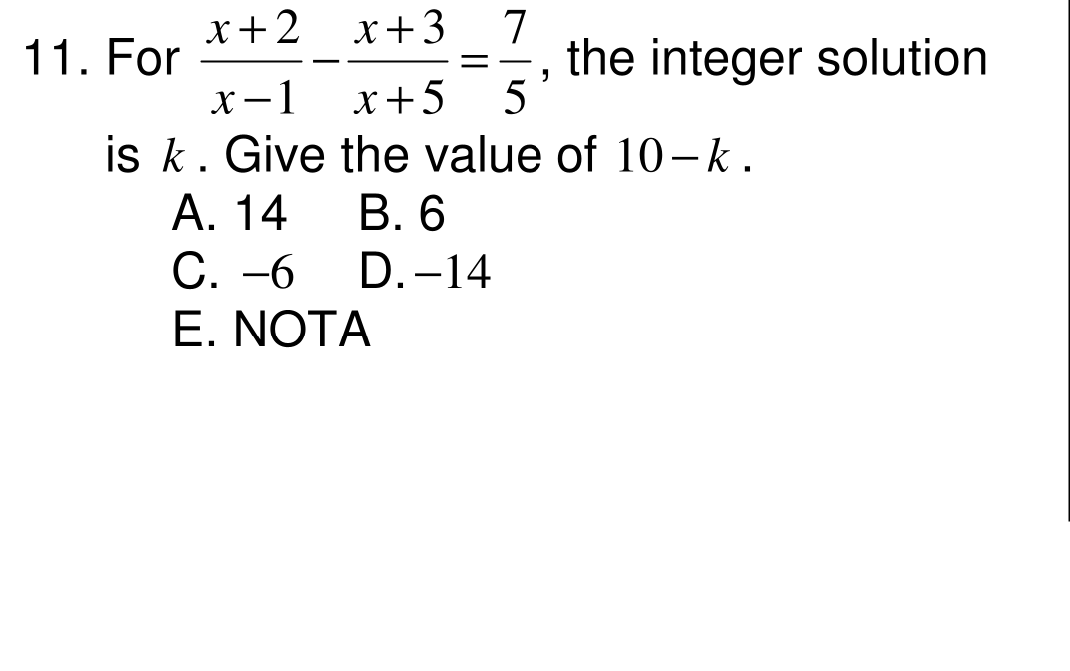 11. For \frac{x+2}{x-1} - \frac{x+3}{x+5} = \frac{7}{5}, the integer solution
is k. Give the value of 10-k.
A. 14 B. 6
C. -6 D. -14
E. NOTA